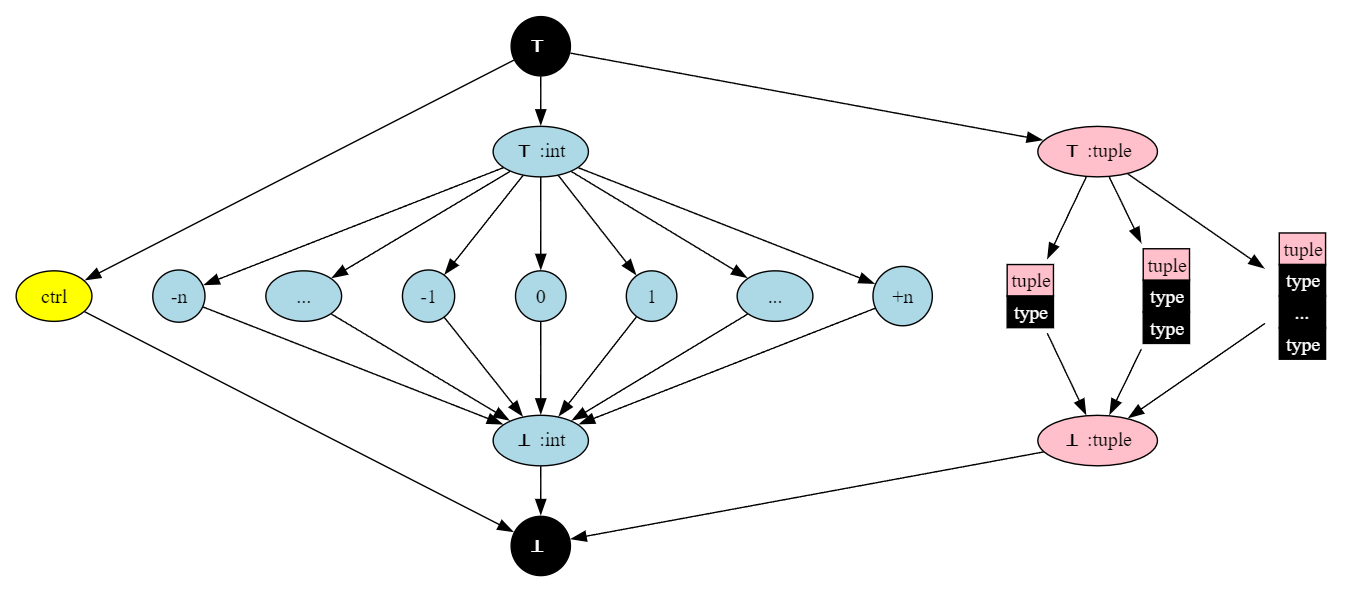 ⊤
⊤ :int
⊤ :tuple
ctrl
-n
...
-1
0
1
...
+n
tuple
type
tuple
type
type
tuple
type
...
type
⊥ :int
⊥ :tuple
⊥